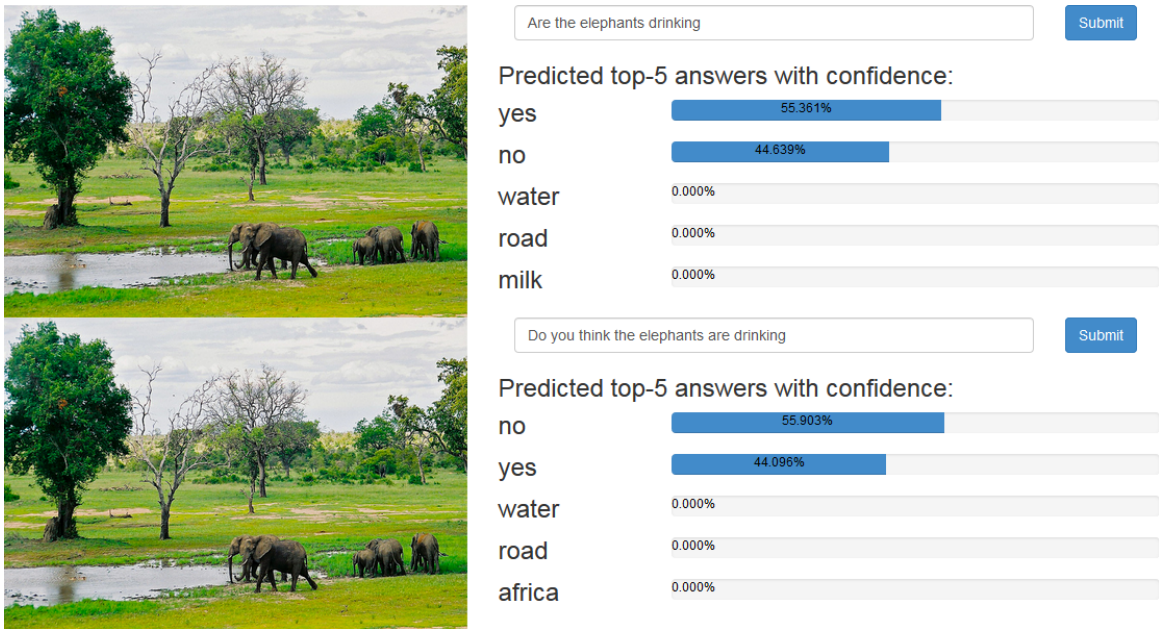 Are the elephants drinking Submit
Predicted top-5 answers with confidence:
yes 55.361%
no 44.639%
water 0.000%
road 0.000%
milk 0.000%
Do you think the elephants are drinking Submit
Predicted top-5 answers with confidence:
no 55.903%
yes 44.096%
water 0.000%
road 0.000%
africa 0.000%